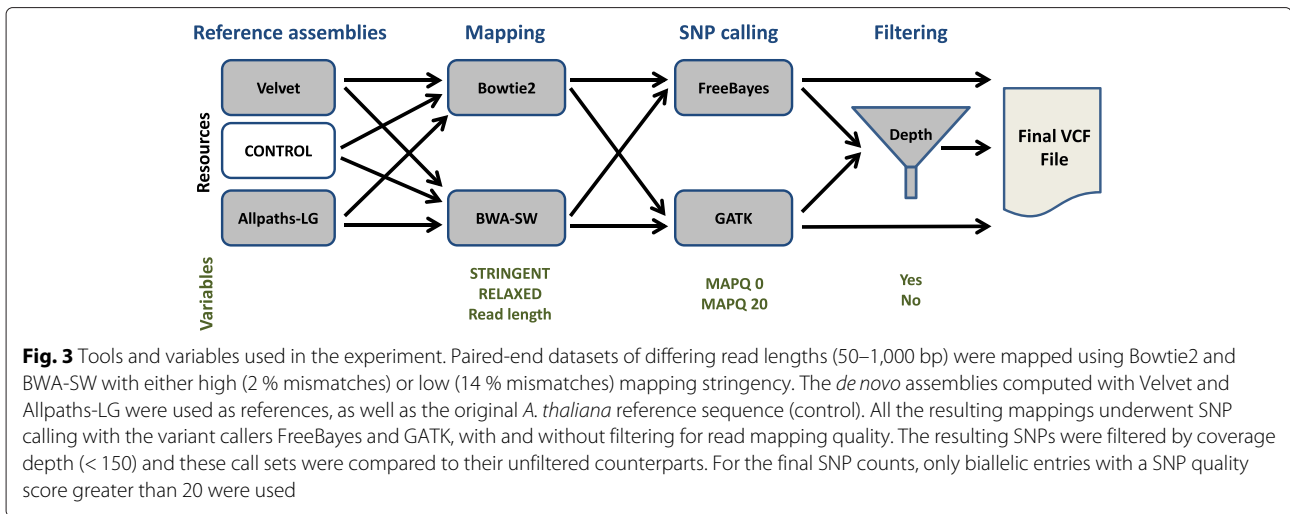 Reference assemblies
Mapping
SNP calling
Filtering
Resources
Velvet
Bowtie2
FreeBayes
CONTROL
Depth
Final VCF
File
Allpaths-LG
BWA-SW
GATK
Variables
STRINGENT
RELAXED
Read length
MAPQ 0
MAPQ 20
Yes
No
Fig. 3 Tools and variables used in the experiment. Paired-end datasets of differing read lengths (50–1,000 bp) were mapped using Bowtie2 and
BWA-SW with either high (2 % mismatches) or low (14 % mismatches) mapping stringency. The de novo assemblies computed with Velvet and
Allpaths-LG were used as references, as well as the original A. thaliana reference sequence (control). All the resulting mappings underwent SNP
calling with the variant callers FreeBayes and GATK, with and without filtering for read mapping quality. The resulting SNPs were filtered by coverage
depth (< 150) and these call sets were compared to their unfiltered counterparts. For the final SNP counts, only biallelic entries with a SNP quality
score greater than 20 were used